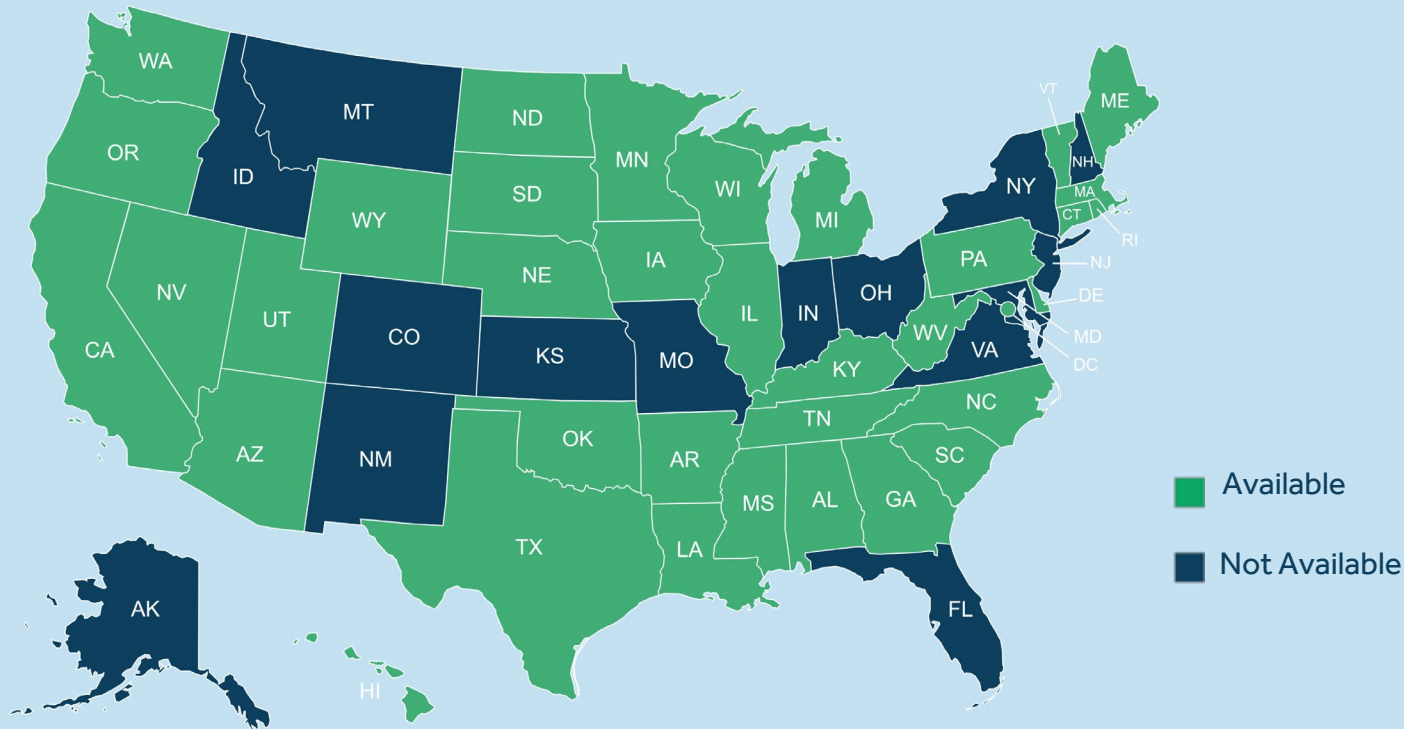 WA
MT
ND
VT
ME
OR
ID
MN
NH
SD
WI
NY
WY
MI
MA
CT
RI
IA
PA
NJ
NE
NV
OH
DE
UT
IL
IN
WV
MD
CA
CO
KS
MO
VA
DC
KY
NC
TN
OK
AZ
NM
AR
SC
Available
MS
AL
GA
TX
LA
Not Available
AK
FL
HI